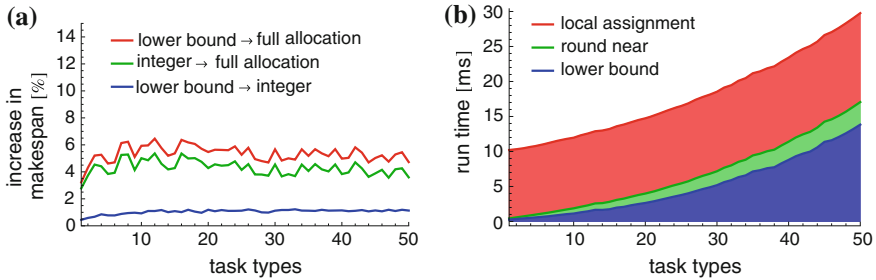 (a)
increase in
makespan [%]
14
12
10
8
6
4
2
0
lower bound → full allocation
integer → full allocation
lower bound → integer
10
20
30
40
50
task types
(b)
run time [ms]
30
25
20
15
10
5
0
local assignment
round near
lower bound
10
20
30
40
50
task types